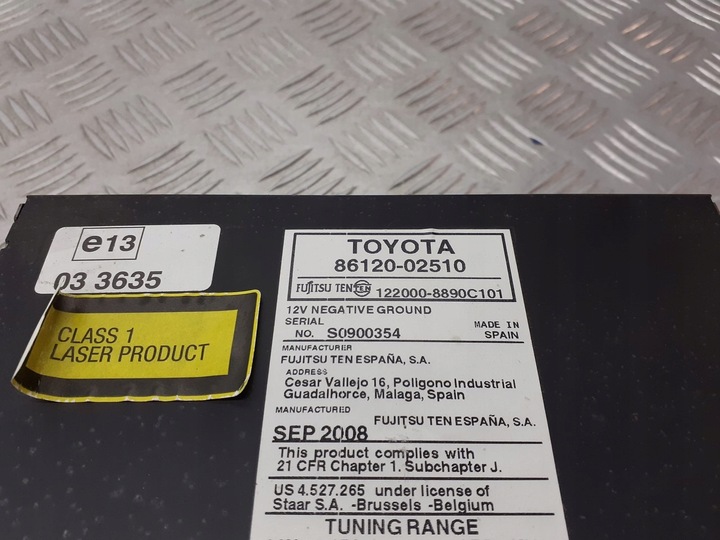 e13
03 3635
CLASS 1
LASER PRODUCT
TOYOTA
86120-02510
FUJITSU TEN TEN 122000-8890C101
12V NEGATIVE GROUND
SERIAL
NO. S0900354
MADE IN
SPAIN
MANUFACTURER
FUJITSU TEN ESPAÑA, S.A.
ADDRESS
Cesar Vallejo 16, Poligono Industrial
Guadalhorce, Malaga, Spain
MANUFACTURED
FUJITSU TEN ESPAÑA, S.A.
SEP 2008
This product complies with
21 CFR Chapter 1. Subchapter J.
US 4.527.265 under license of
Staar S.A. -Brussels -Belgium
TUNING RANGE